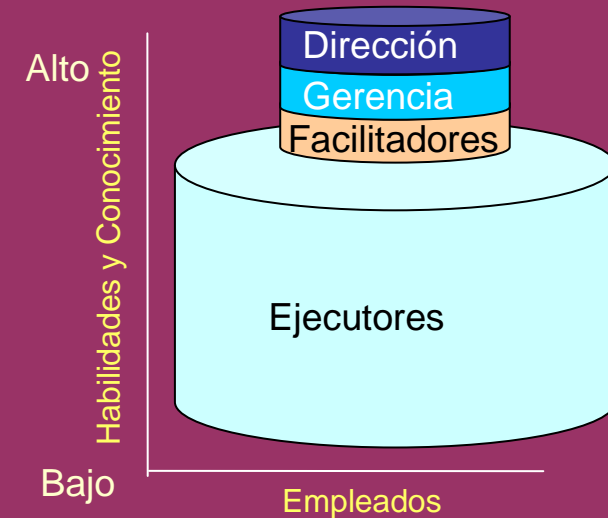 Alto
Habilidades y Conocimiento
Dirección
Gerencia
Facilitadores
Ejecutores
Bajo
Empleados